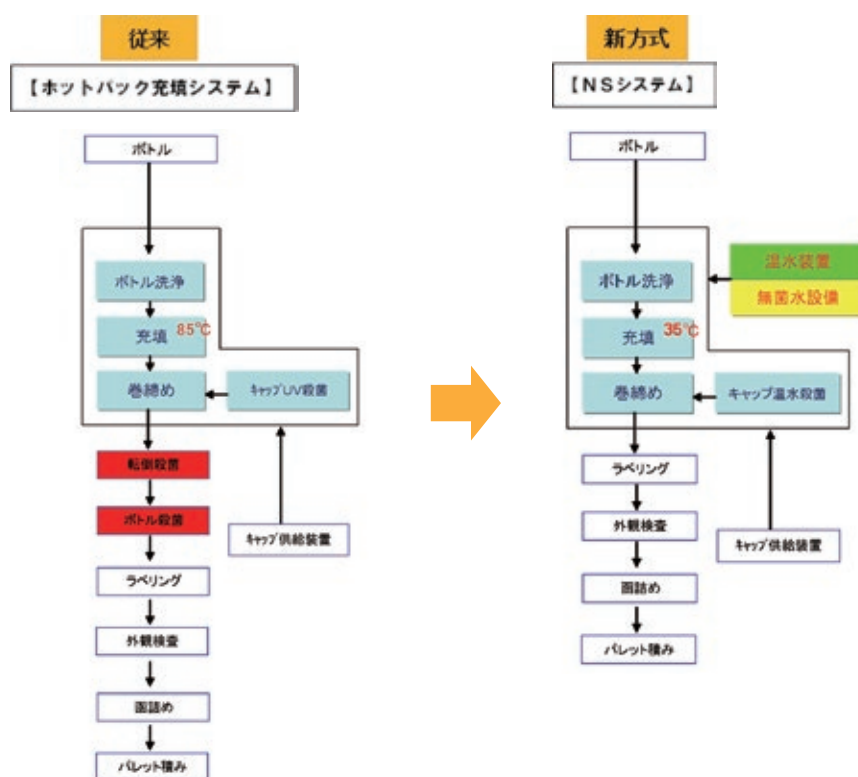 従来
【ホットパック充填システム】
ボトル
ボトル洗浄
充填 85℃
巻締め
キャップUV殺菌
転倒殺菌
ボトル殺菌
キャップ供給装置
ラベリング
外観検査
函詰め
パレット積み
新方式
【NSシステム】
ボトル
ボトル洗浄
温水装置
無菌水設備
充填 35℃
巻締め
キャップ温水殺菌
ラベリング
外観検査
キャップ供給装置
函詰め
パレット積み